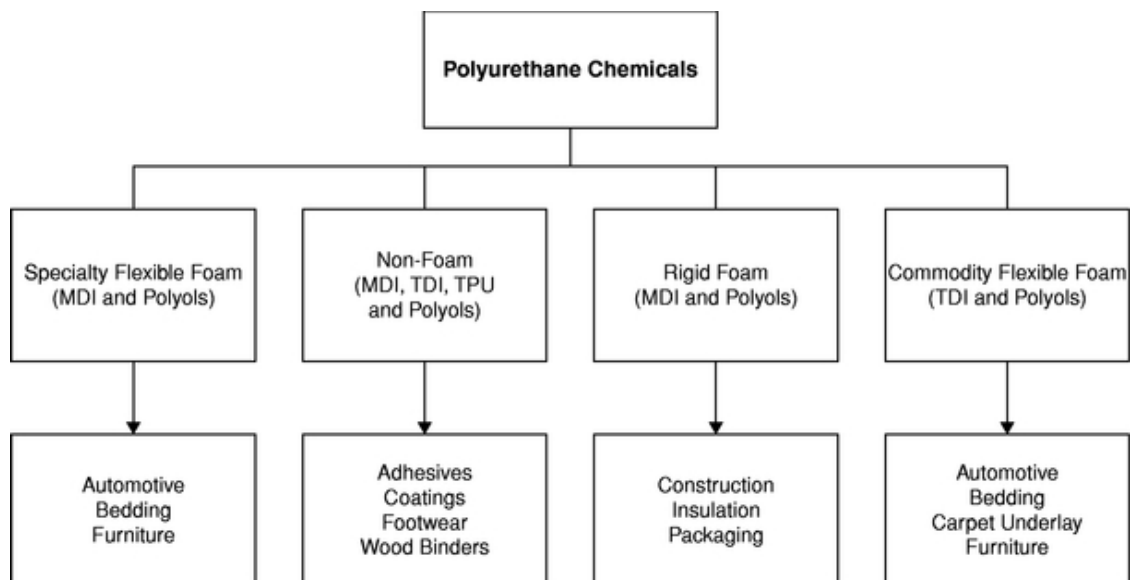 Polyurethane Chemicals
Specialty Flexible Foam
(MDI and Polyols)
Non-Foam
(MDI, TDI, TPU
and Polyols)
Rigid Foam
(MDI and Polyols)
Commodity Flexible Foam
(TDI and Polyols)
Automotive
Bedding
Furniture
Adhesives
Coatings
Footwear
Wood Binders
Construction
Insulation
Packaging
Automotive
Bedding
Carpet Underlay
Furniture